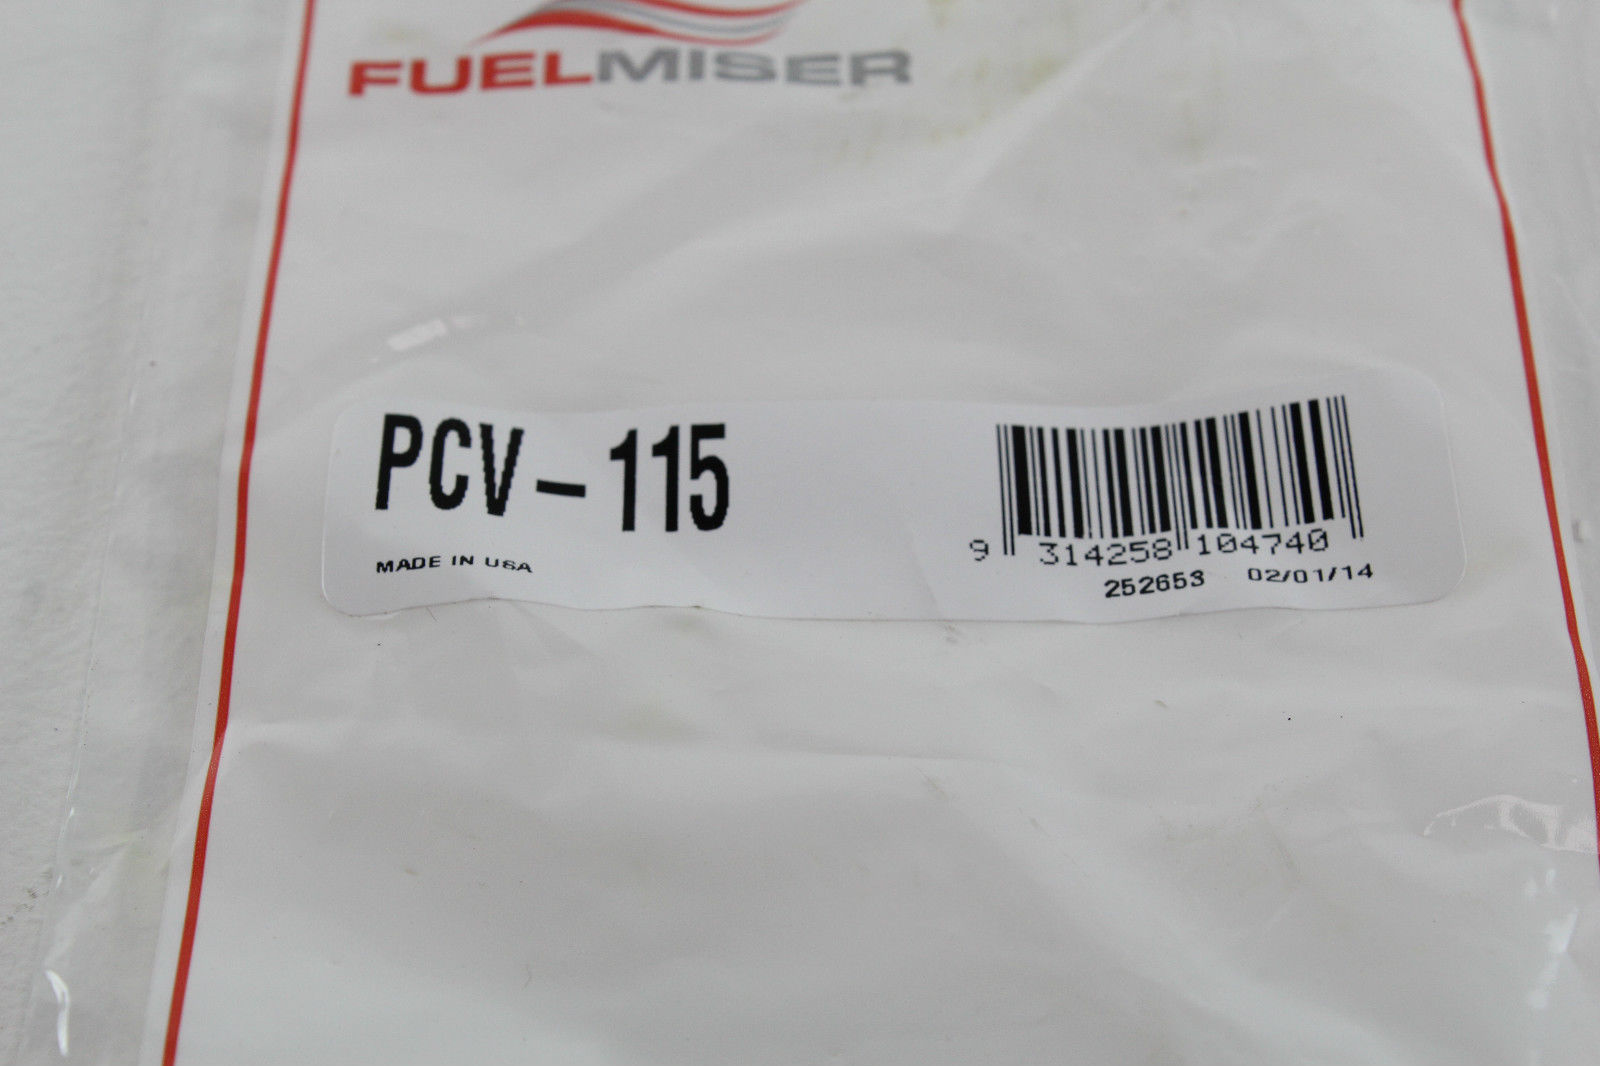 FUELMISER
PCV-115
MADE IN USA
9 314258 104740
252653 02/01/14